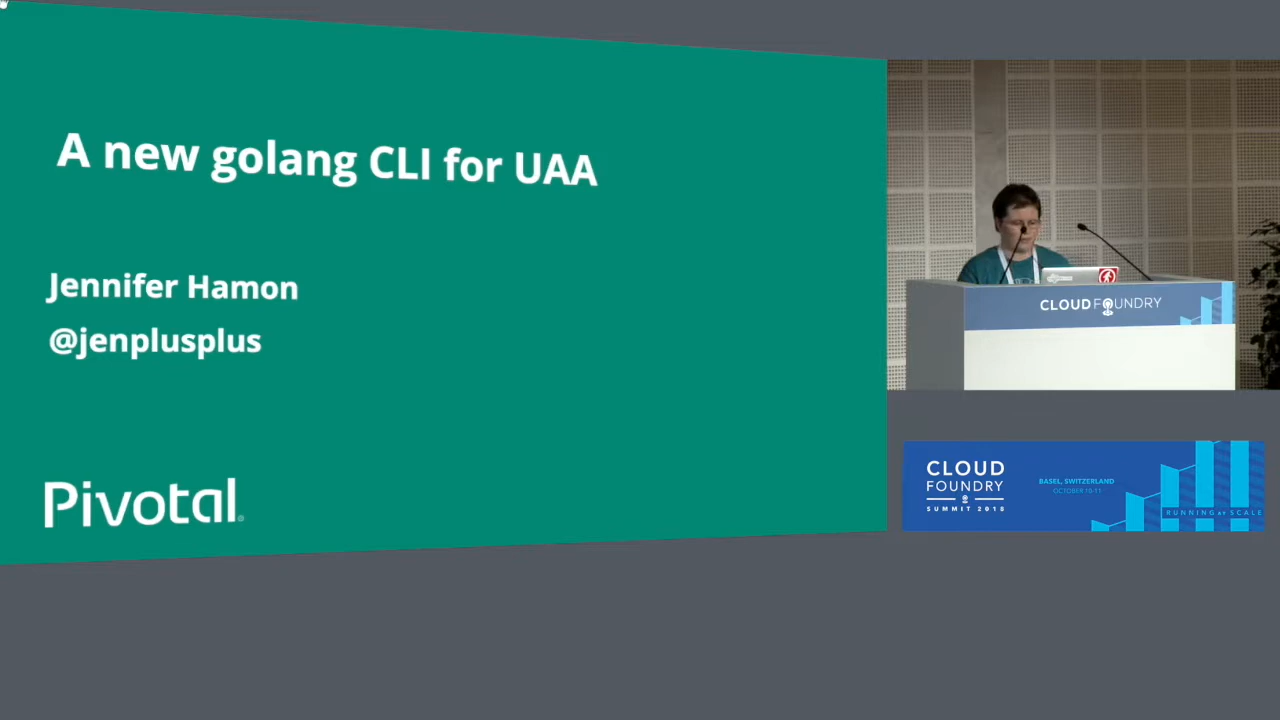 A new golang CLI for UAA
Jennifer Hamon
@jenplusplus
Pivotal
CLOUD FOUNDRY
CLOUD
FOUNDRY
SUMMIT 2018
BASEL, SWITZERLAND
OCTOBER 10-11
RUNNING AT SCALE